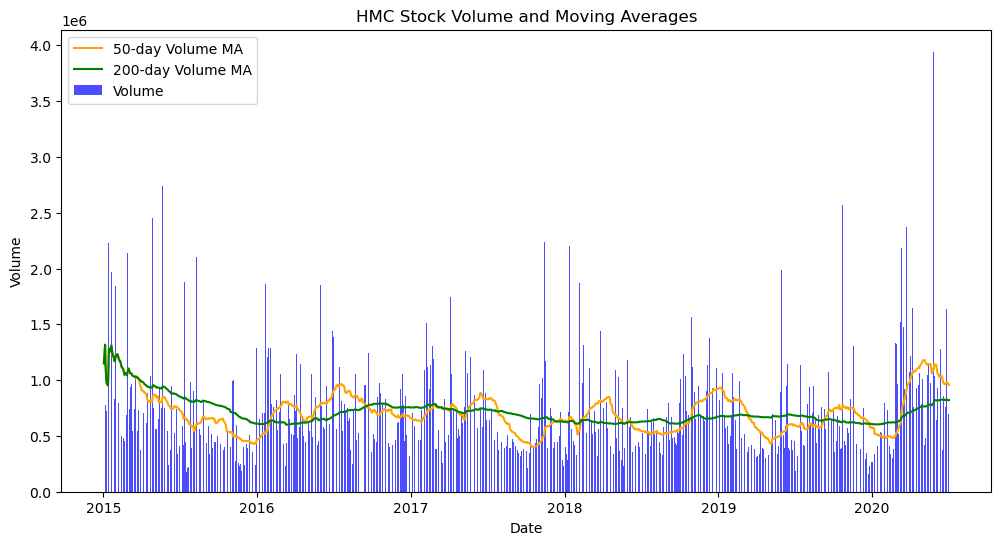 HMC Stock Volume and Moving Averages
1e6
4.0
3.5
3.0
2.5
2.0
1.5
1.0
0.5
0.0
Volume
50-day Volume MA
200-day Volume MA
Volume
2015
2016
2017
2018
2019
2020
Date